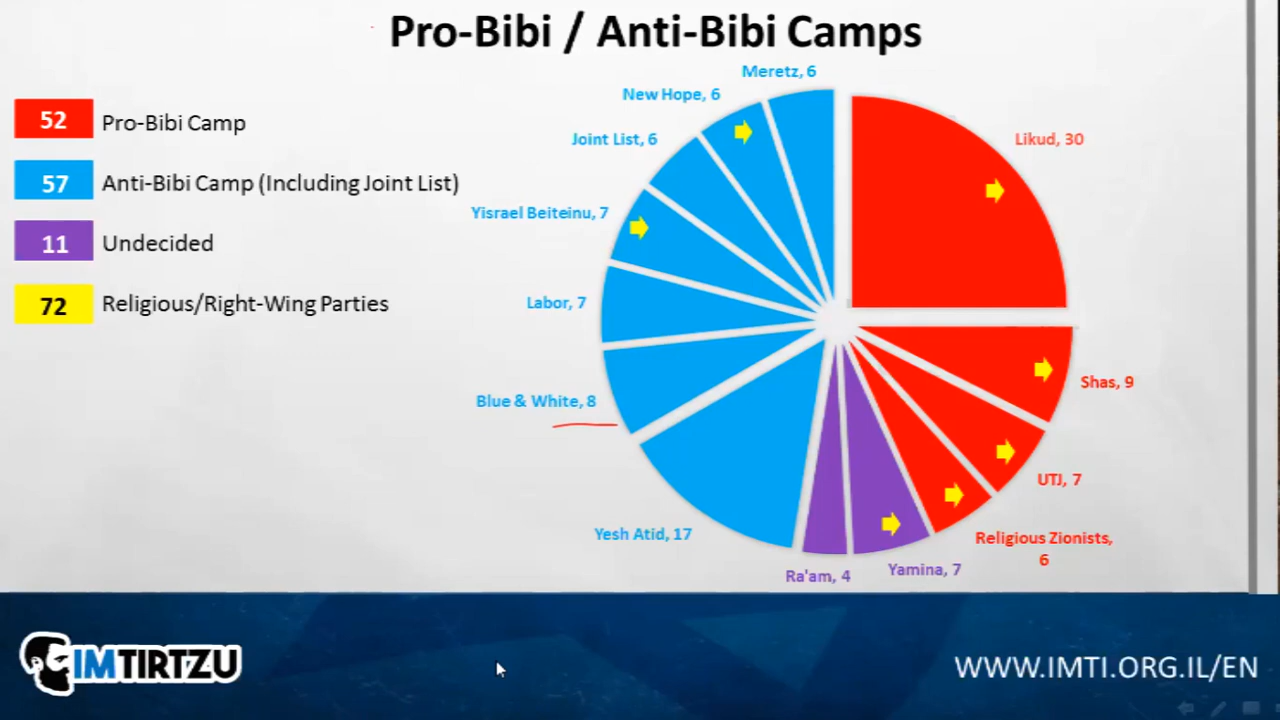 Pro-Bibi / Anti-Bibi Camps
52 Pro-Bibi Camp
57 Anti-Bibi Camp (Including Joint List)
11 Undecided
72 Religious/Right-Wing Parties
Meretz, 6
New Hope, 6
Joint List, 6
Yisrael Beiteinu, 7
Labor, 7
Blue & White, 8
Yesh Atid, 17
Ra'am, 4
Yamina, 7
Religious Zionists,
6
UTJ, 7
Shas, 9
Likud, 30
IMTIRTZU
WWW.IMTI.ORG.IL/EN